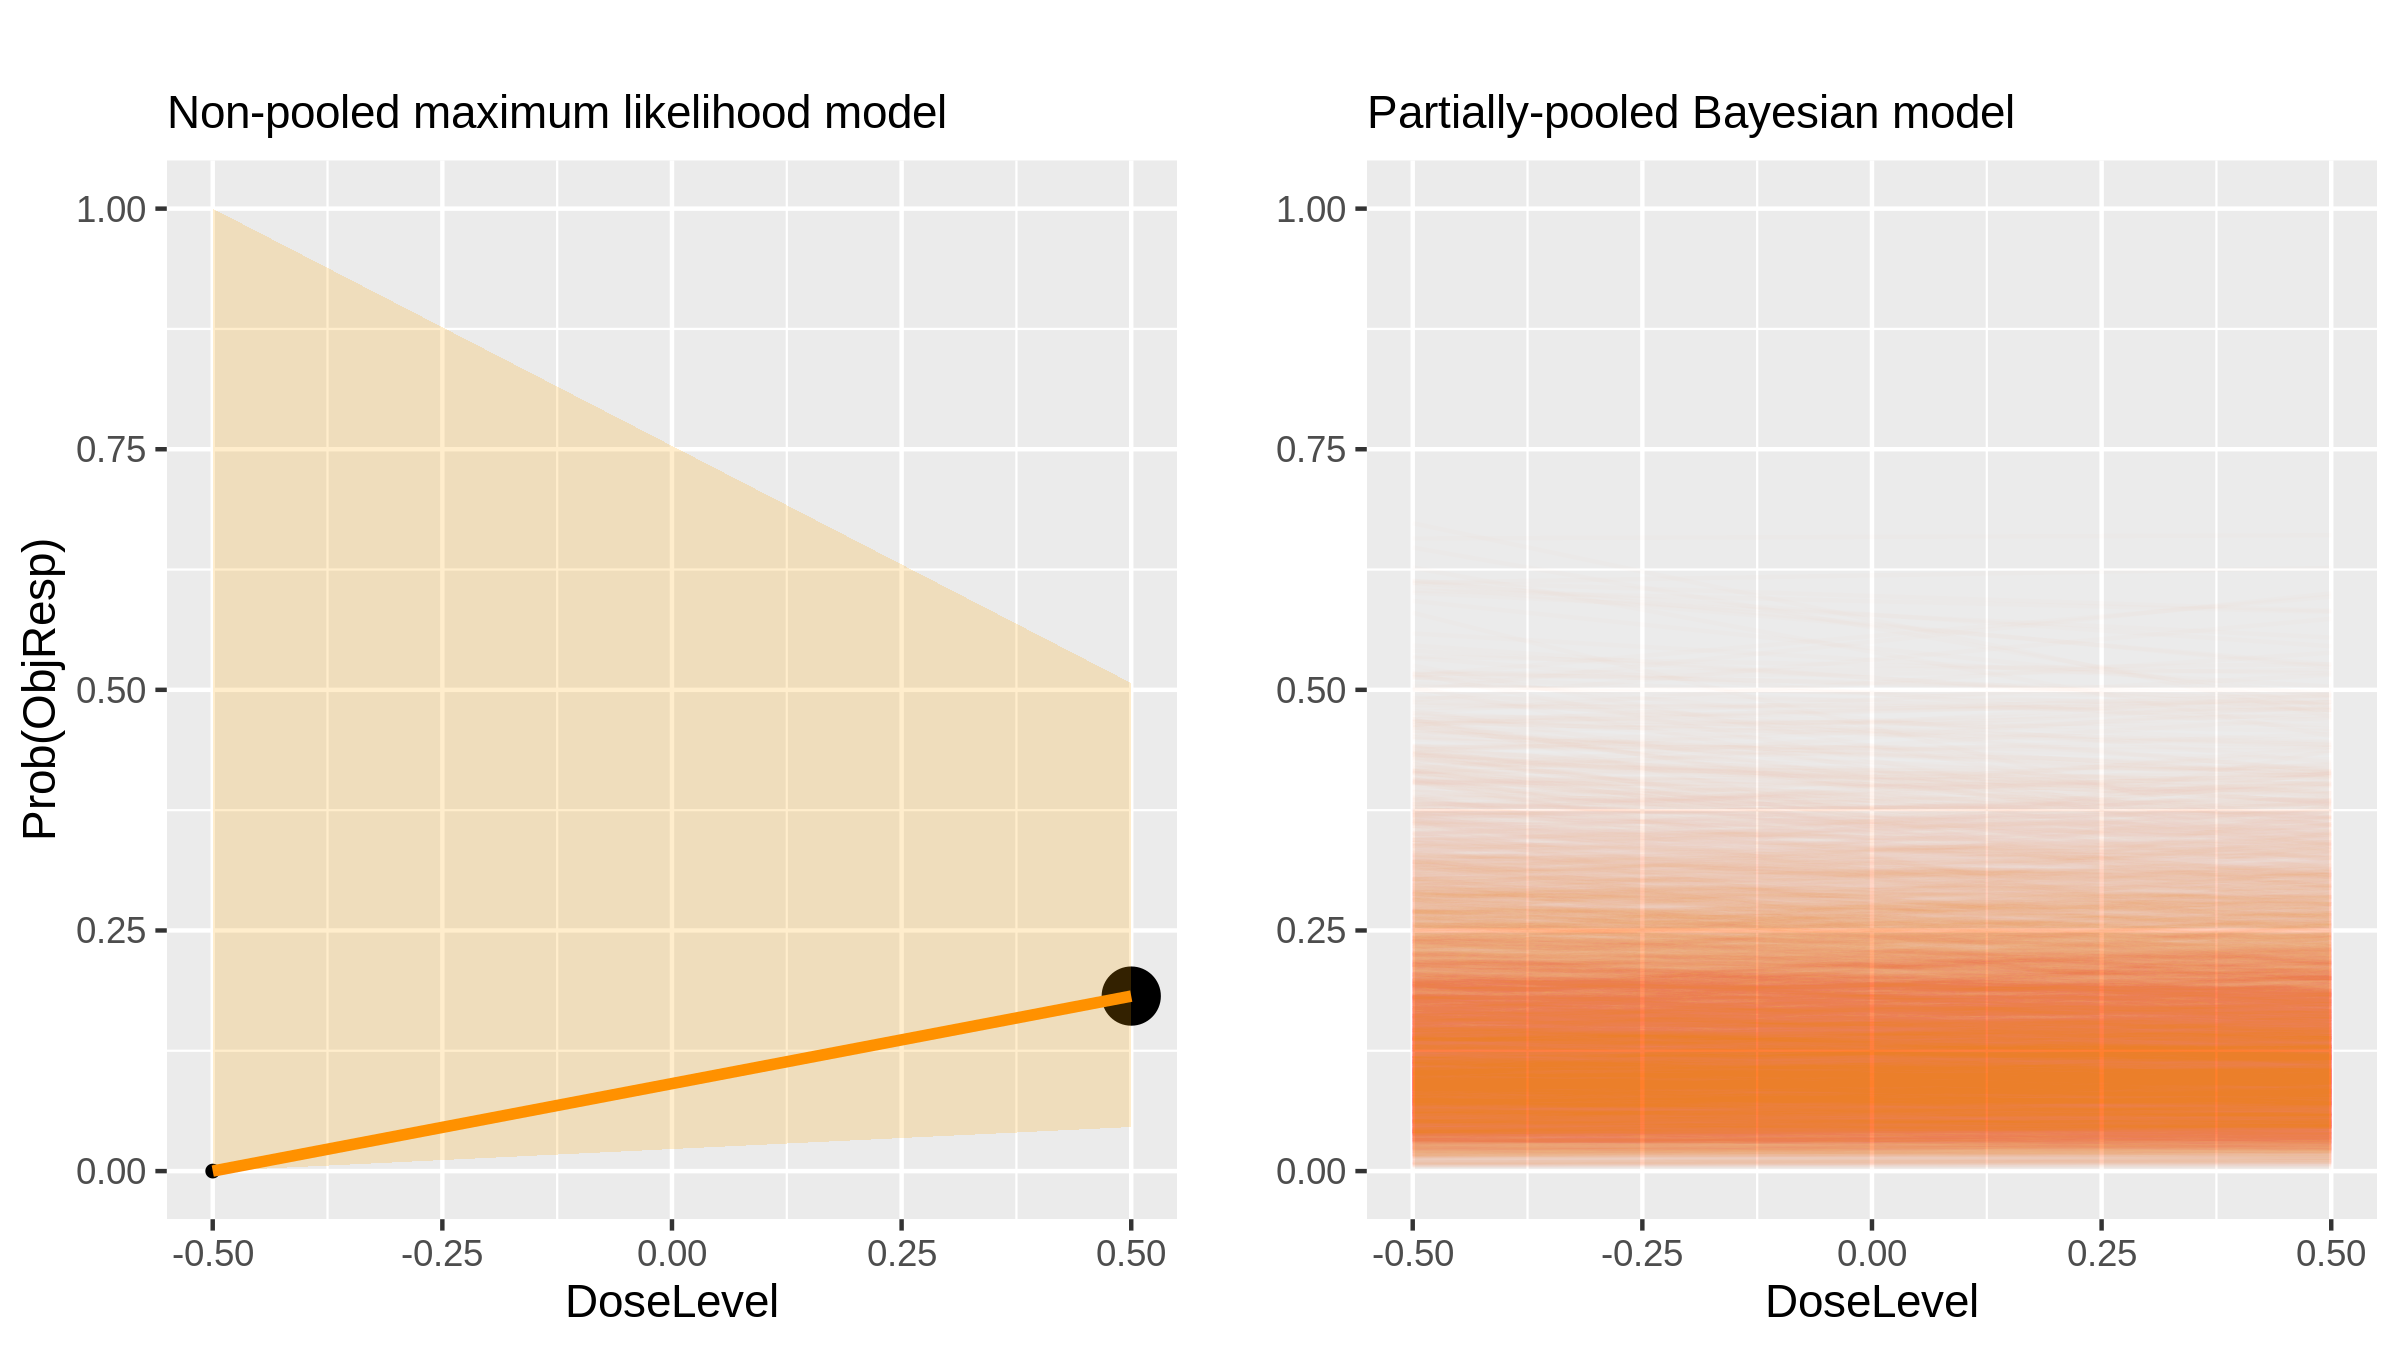 Non-pooled maximum likelihood model
Prob(ObjResp)
1.00
0.75
0.50
0.25
0.00
-0.50 -0.25 0.00 0.25 0.50
DoseLevel
Partially-pooled Bayesian model
1.00
0.75
0.50
0.25
0.00
-0.50 -0.25 0.00 0.25 0.50
DoseLevel